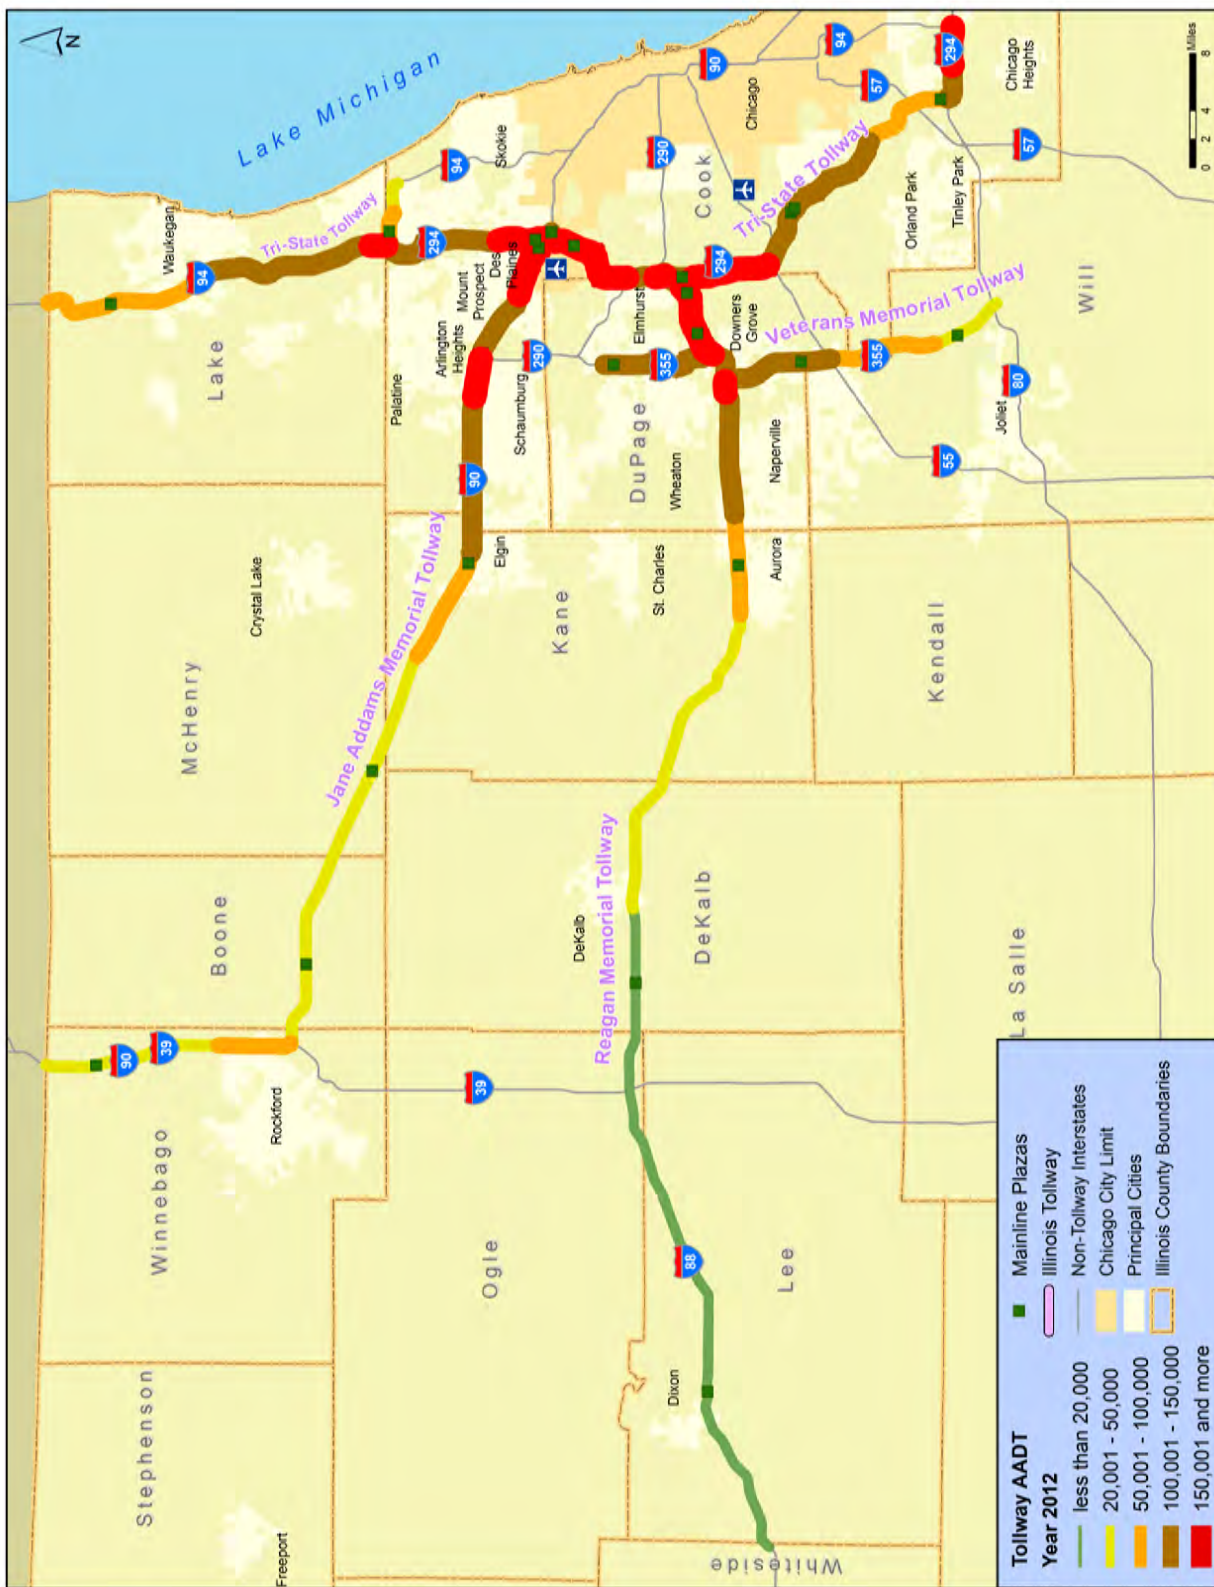 N
Lake Michigan
Stephenson
Winnebago
Boone
McHenry
Lake
Freeport
Rockford
Crystal Lake
Waukegan
Tri-State Tollway
Jane Addams Memorial Tollway
90
39
94
94
294
Skokie
Palatine
Arlington
Heights
Mount
Prospect
Des
Plaines
Ogle
39
Elgin
90
Schaumburg
290
Kane
DeKalb
Reagan Memorial Tollway
DeKalb
St. Charles
Wheaton
DuPage
355
Elmhurst
294
Cook
290
90
Chicago
Whiteside
Dixon
88
Lee
Aurora
Naperville
Downers
Grove
Veterans Memorial Tollway
Tri-State Tollway
57
94
Kendall
55
355
Orland Park
Tinley Park
294
Chicago
Heights
La Salle
Joliet
80
Will
57
Tollway AADT
Year 2012
less than 20,000
20,001 - 50,000
50,001 - 100,000
100,001 - 150,000
150,001 and more
Mainline Plazas
Illinois Tollway
Non-Tollway Interstates
Chicago City Limit
Principal Cities
Illinois County Boundaries
Miles
0 2 4 8